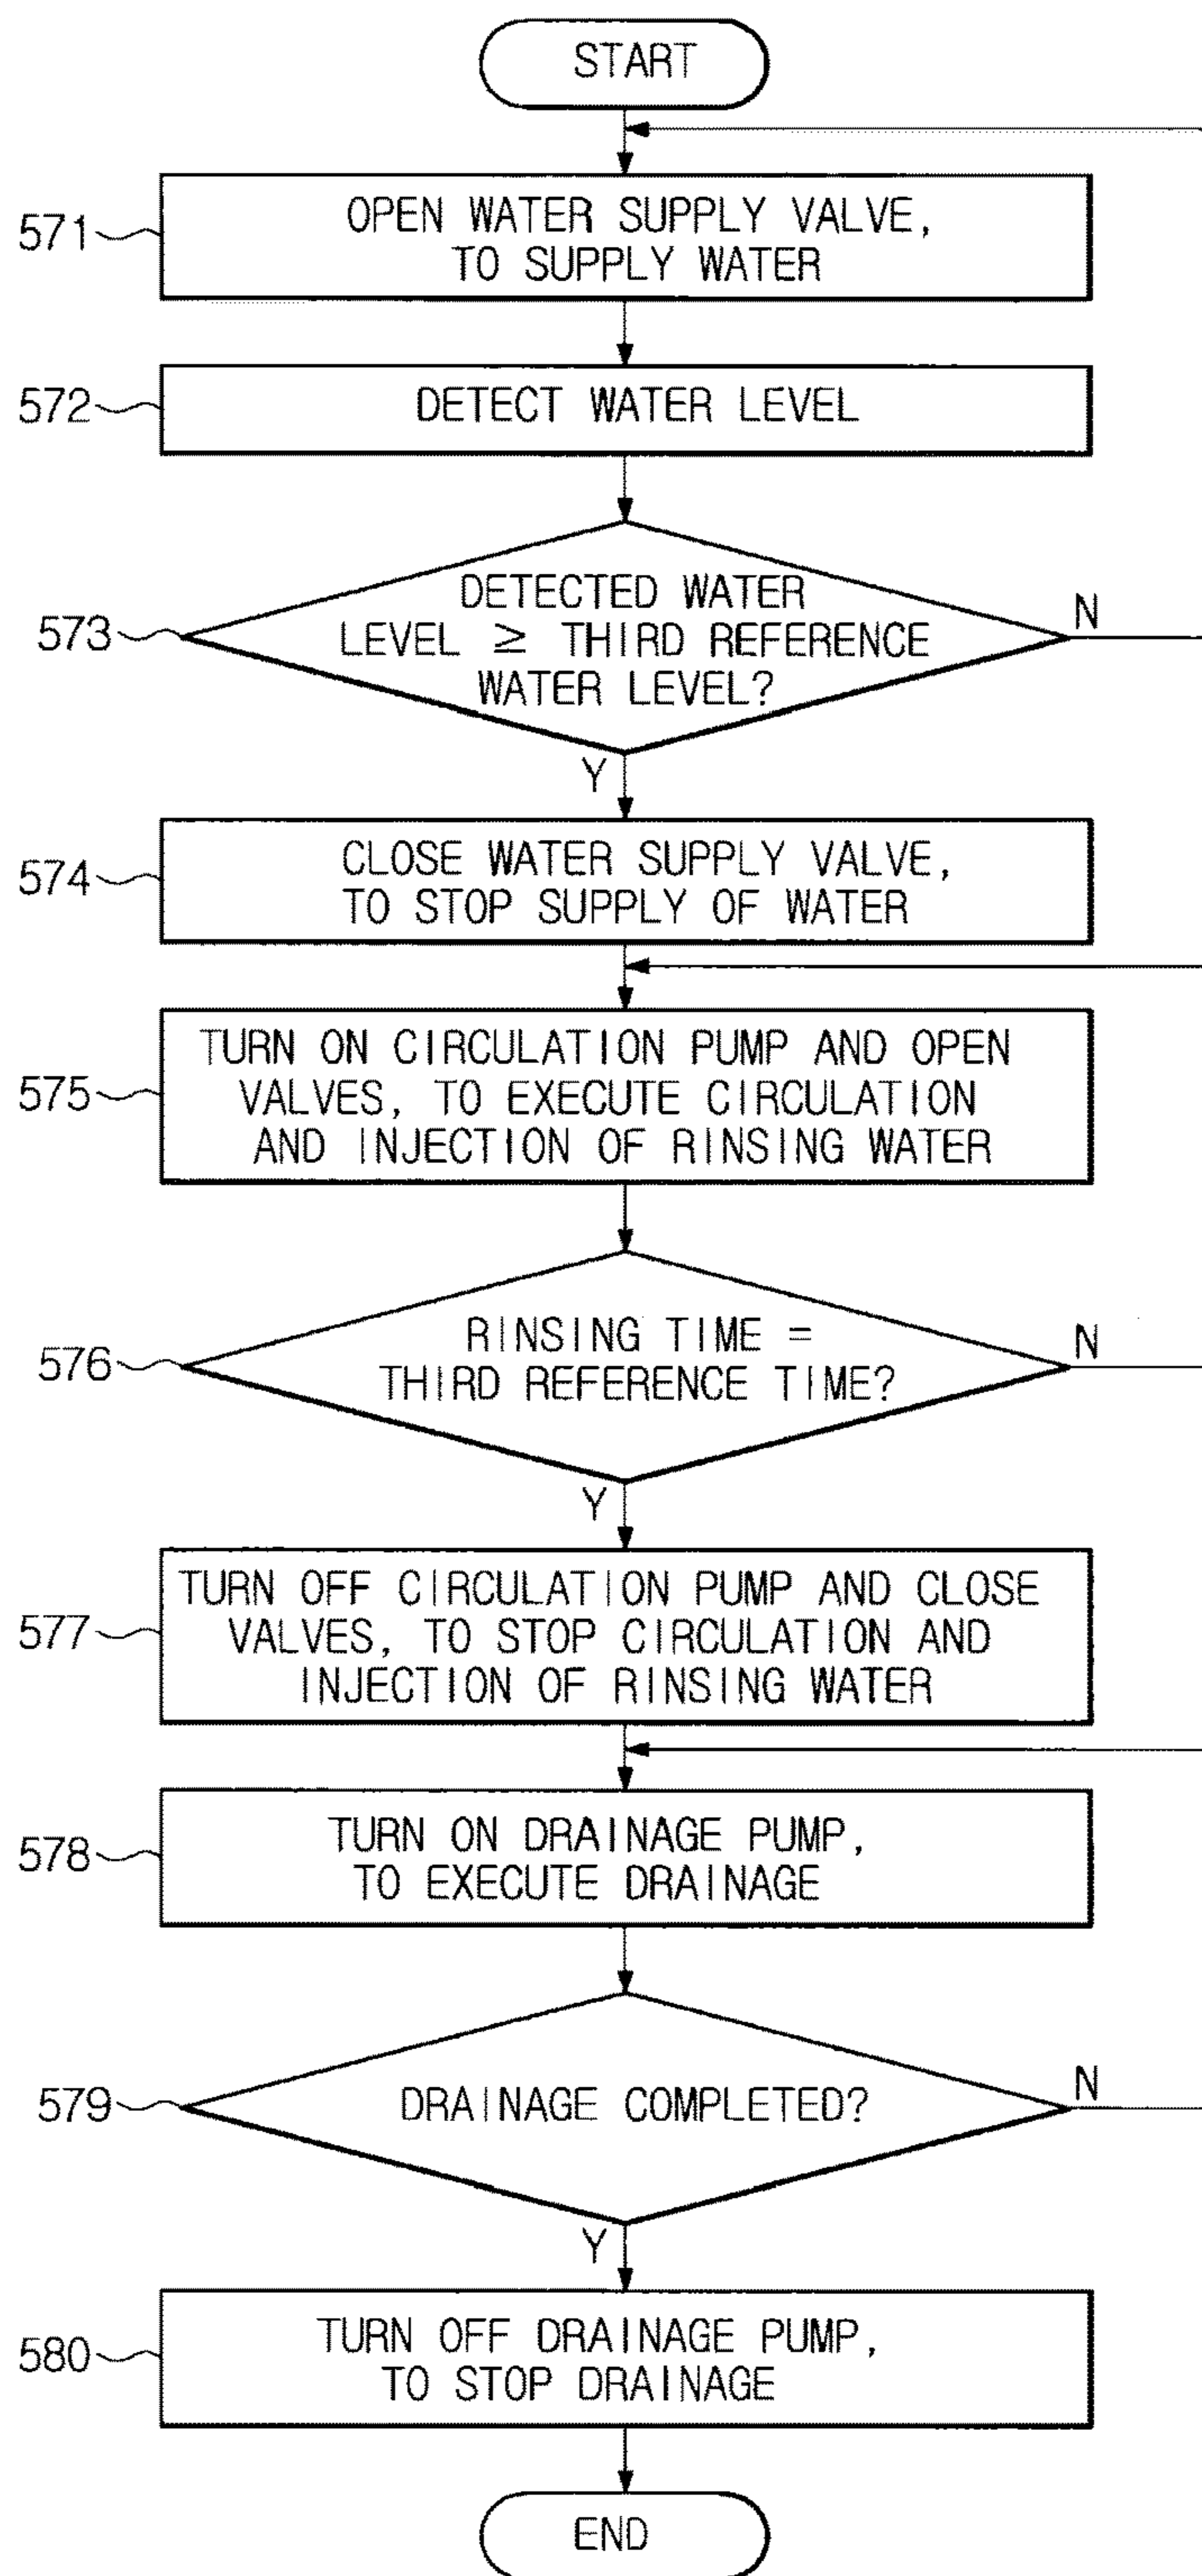 START
571
OPEN WATER SUPPLY VALVE,
TO SUPPLY WATER
572
DETECT WATER LEVEL
573
DETECTED WATER
LEVEL ≥ THIRD REFERENCE
WATER LEVEL?
N
Y
574
CLOSE WATER SUPPLY VALVE,
TO STOP SUPPLY OF WATER
575
TURN ON CIRCULATION PUMP AND OPEN
VALVES, TO EXECUTE CIRCULATION
AND INJECTION OF RINSING WATER
576
RINSING TIME =
THIRD REFERENCE TIME?
N
Y
577
TURN OFF CIRCULATION PUMP AND CLOSE
VALVES, TO STOP CIRCULATION AND
INJECTION OF RINSING WATER
578
TURN ON DRAINAGE PUMP,
TO EXECUTE DRAINAGE
579
DRAINAGE COMPLETED?
N
Y
580
TURN OFF DRAINAGE PUMP,
TO STOP DRAINAGE
END